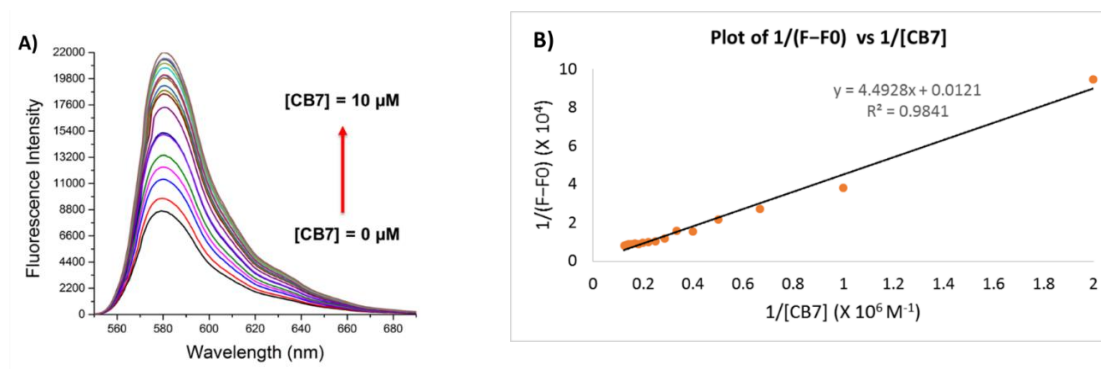 A)
22000
19800
17600
15400
13200
11000
8800
6600
4400
2200
0
Fluorescence Intensity
[CB7] = 10 µM
[CB7] = 0 µM
560 580 600 620 640 660 680
Wavelength (nm)
B)
Plot of 1/(F−F0) vs 1/[CB7]
y = 4.4928x + 0.0121
R² = 0.9841
10
8
6
4
2
0
1/(F−F0) (X 10⁴)
0 0.2 0.4 0.6 0.8 1 1.2 1.4 1.6 1.8 2
1/[CB7] (X 10⁶ M⁻¹)